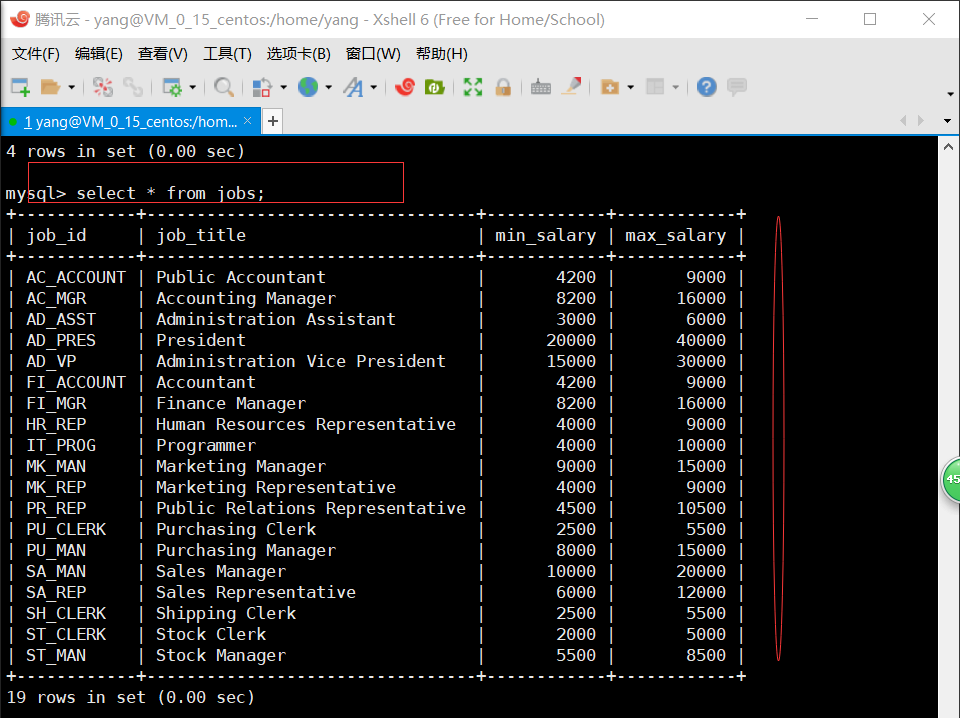 腾讯云 - yang@VM_0_15_centos:/home/yang - Xshell 6 (Free for Home/School)
文件(F) 编辑(E) 查看(V) 工具(T) 选项卡(B) 窗口(W) 帮助(H)
1 yang@VM_0_15_centos:/hom... × +
4 rows in set (0.00 sec)
mysql> select * from jobs;
+------------+---------------------------------+------------+------------+
| job_id     | job_title                       | min_salary | max_salary |
+------------+---------------------------------+------------+------------+
| AC_ACCOUNT | Public Accountant               |       4200 |       9000 |
| AC_MGR     | Accounting Manager              |       8200 |      16000 |
| AD_ASST    | Administration Assistant        |       3000 |       6000 |
| AD_PRES    | President                       |      20000 |      40000 |
| AD_VP      | Administration Vice President   |      15000 |      30000 |
| FI_ACCOUNT | Accountant                      |       4200 |       9000 |
| FI_MGR     | Finance Manager                 |       8200 |      16000 |
| HR_REP     | Human Resources Representative  |       4000 |       9000 |
| IT_PROG    | Programmer                      |       4000 |      10000 |
| MK_MAN     | Marketing Manager               |       9000 |      15000 |
| MK_REP     | Marketing Representative        |       4000 |       9000 |
| PR_REP     | Public Relations Representative |       4500 |      10500 |
| PU_CLERK   | Purchasing Clerk                |       2500 |       5500 |
| PU_MAN     | Purchasing Manager              |       8000 |      15000 |
| SA_MAN     | Sales Manager                   |      10000 |      20000 |
| SA_REP     | Sales Representative            |       6000 |      12000 |
| SH_CLERK   | Shipping Clerk                  |       2500 |       5500 |
| ST_CLERK   | Stock Clerk                     |       2000 |       5000 |
| ST_MAN     | Stock Manager                   |       5500 |       8500 |
+------------+---------------------------------+------------+------------+
19 rows in set (0.00 sec)
45